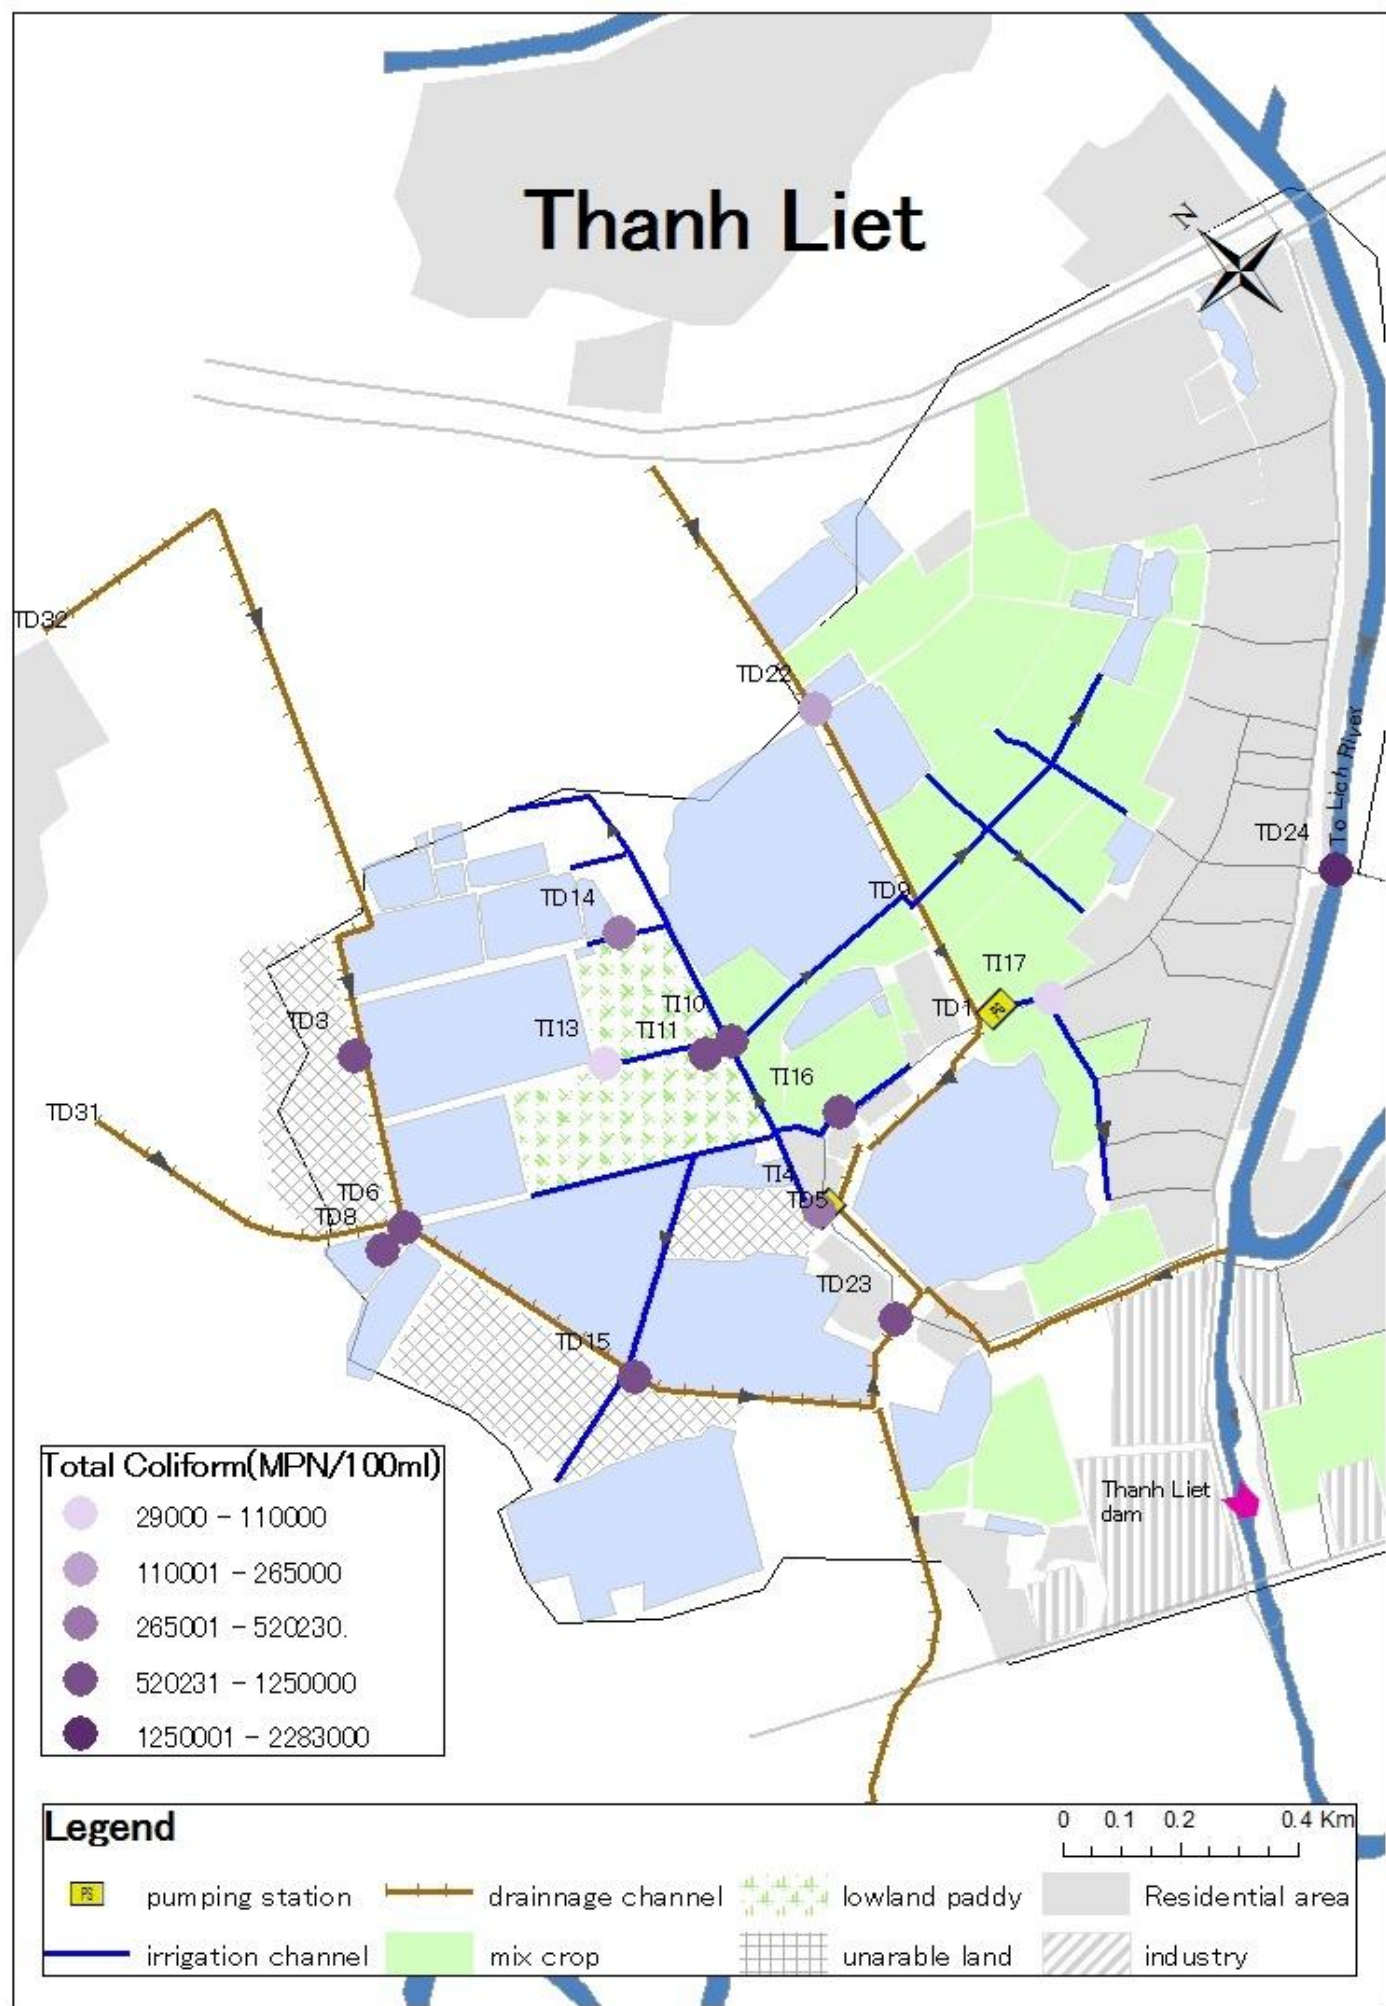 Thanh Liet
N
TD32
TD22
To Lich River
TD24
TD9
TD14
TI17
TI10
TD1
PS
TD3
TI13
TI11
TI16
TD31
TI4
TD6
TD5
TD8
TD23
TD15
Total Coliform(MPN/100ml)
29000 - 110000
110001 - 265000
265001 - 520230.
520231 - 1250000
1250001 - 2283000
Thanh Liet
dam
Legend
0 0.1 0.2 0.4 Km
PS pumping station drainnage channel lowland paddy Residential area
irrigation channel mix crop unarable land industry